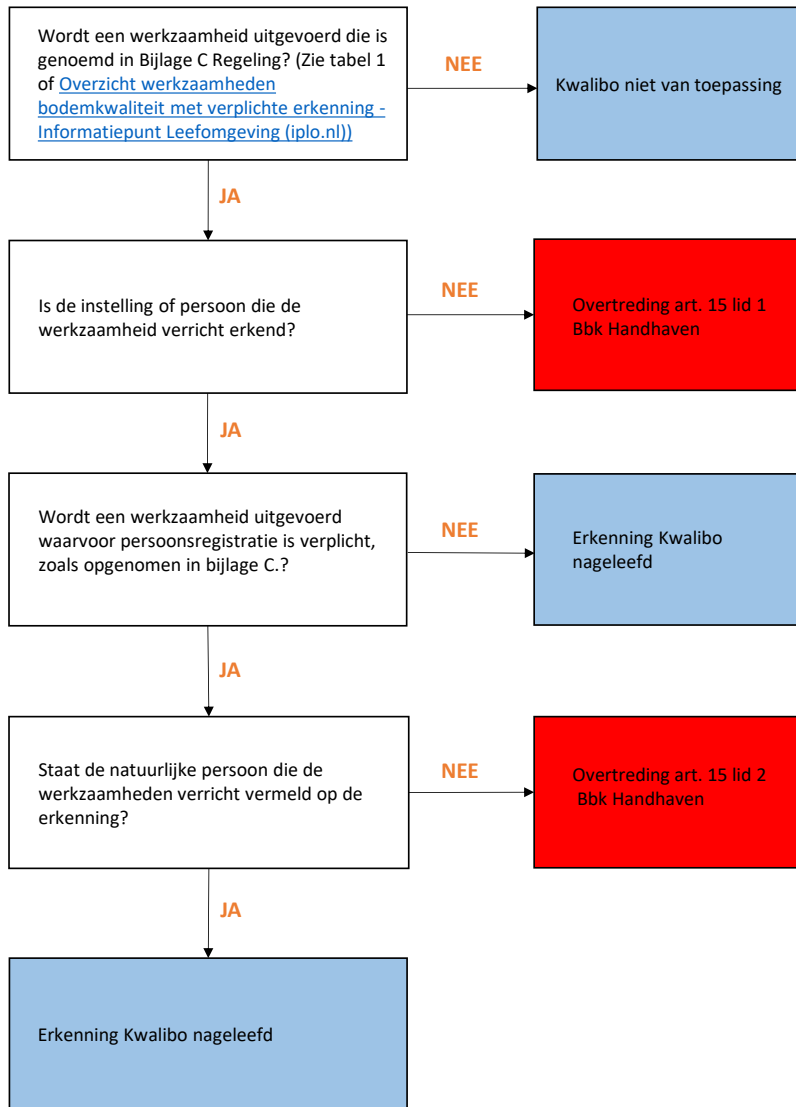 Wordt een werkzaamheid uitgevoerd die is
genoemd in Bijlage C Regeling? (Zie tabel 1
of Overzicht werkzaamheden
bodemkwaliteit met verplichte erkenning -
Informatiepunt Leefomgeving (iplo.nl))
NEE
Kwalibo niet van toepassing
JA
Is de instelling of persoon die de
werkzaamheid verricht erkend?
NEE
Overtreding art. 15 lid 1
Bbk Handhaven
JA
Wordt een werkzaamheid uitgevoerd
waarvoor persoonsregistratie is verplicht,
zoals opgenomen in bijlage C.?
NEE
Erkenning Kwalibo
nageleefd
JA
Staat de natuurlijke persoon die de
werkzaamheden verricht vermeld op de
erkenning?
NEE
Overtreding art. 15 lid 2
Bbk Handhaven
JA
Erkenning Kwalibo nageleefd